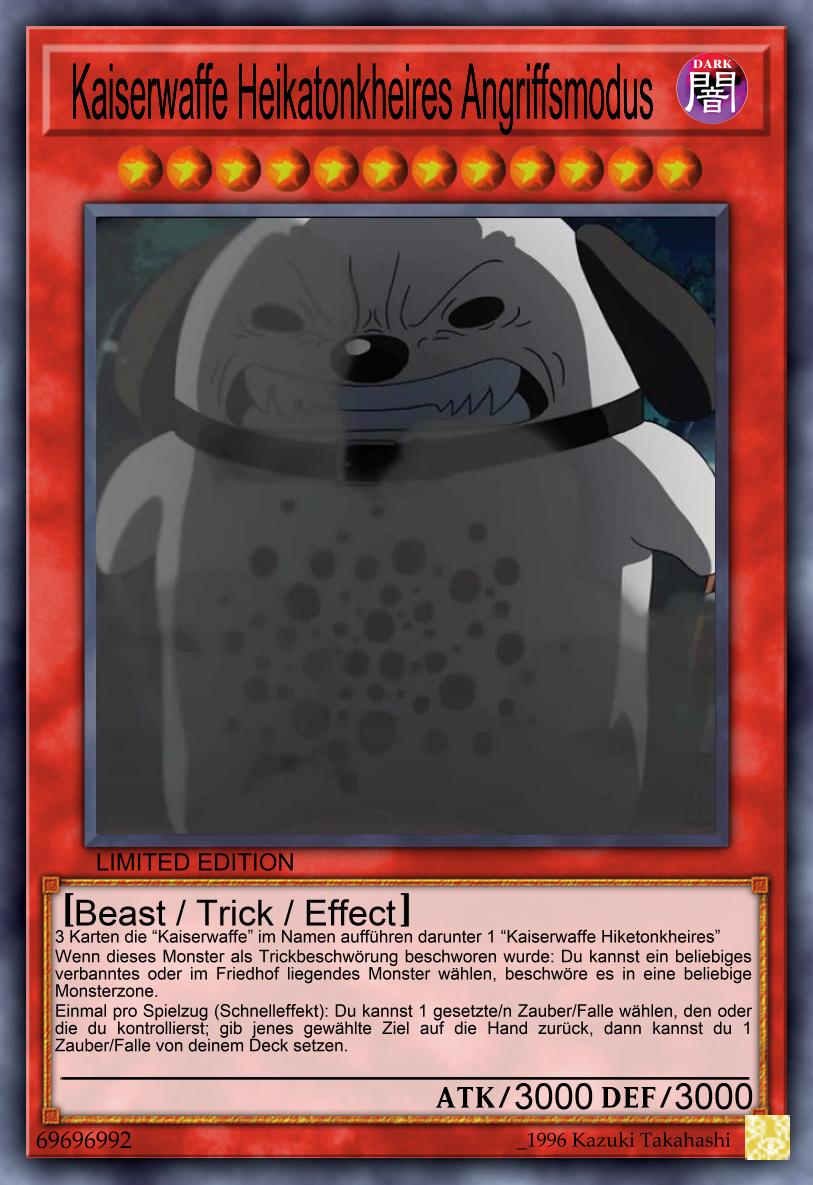 Kaiserwaffe Heikatonkheires Angriffsmodus
DARK
闇
LIMITED EDITION
[Beast / Trick / Effect]
3 Karten die “Kaiserwaffe” im Namen aufführen darunter 1 “Kaiserwaffe Hiketonkheires”
Wenn dieses Monster als Trickbeschwörung beschworen wurde: Du kannst ein beliebiges
verbanntes oder im Friedhof liegendes Monster wählen, beschwöre es in eine beliebige
Monsterzone.
Einmal pro Spielzug (Schnelleffekt): Du kannst 1 gesetzte/n Zauber/Falle wählen, den oder
die du kontrollierst; gib jenes gewählte Ziel auf die Hand zurück, dann kannst du 1
Zauber/Falle von deinem Deck setzen.
ATK/3000 DEF/3000
69696992
_1996 Kazuki Takahashi